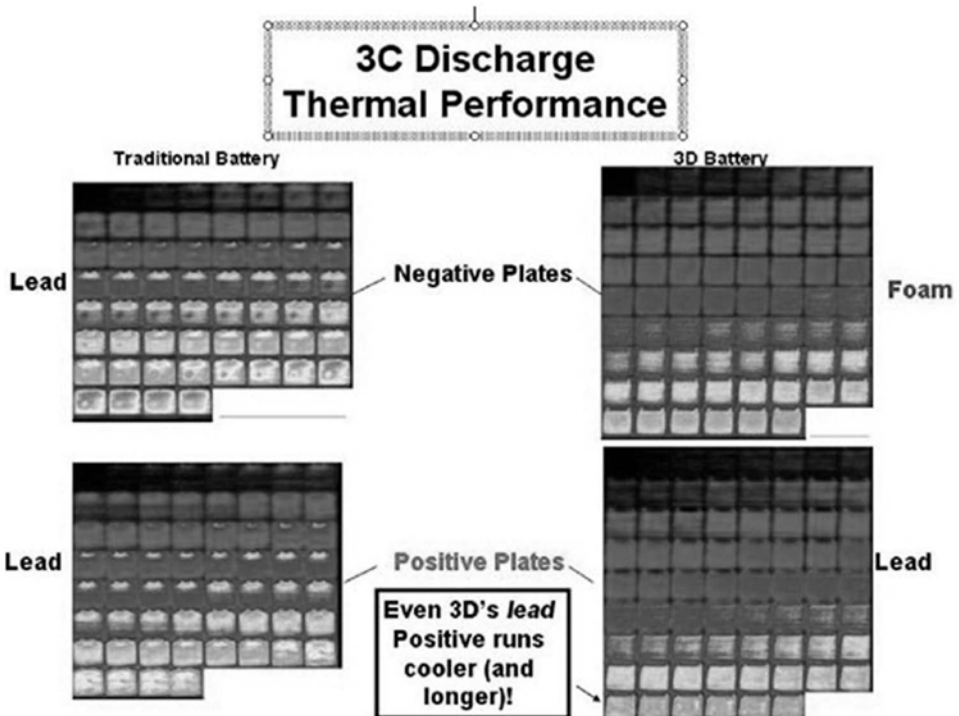 3C Discharge
Thermal Performance
Traditional Battery
3D Battery
Lead
Negative Plates
Foam
Lead
Positive Plates
Lead
Even 3D's lead
Positive runs
cooler (and
longer)!